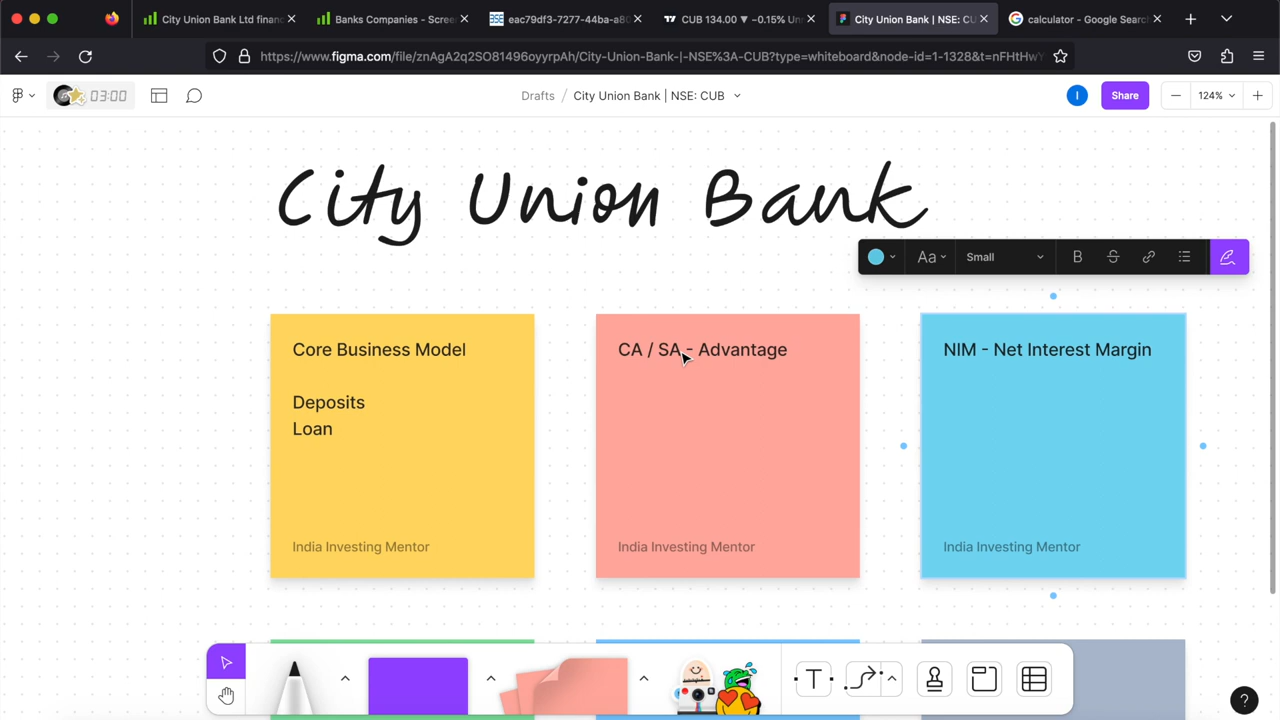 City Union Bank Ltd financ
Banks Companies - Scree
eac79df3-7277-44ba-a80
CUB 134.00 ▼ −0.15% Un
City Union Bank | NSE: CU
calculator - Google Search
https://www.figma.com/file/znAgA2q2SO81496oyyrpAh/City-Union-Bank-|-NSE%3A-CUB?type=whiteboard&node-id=1-1328&t=nFHtHwY
03:00
Drafts / City Union Bank | NSE: CUB
I
Share
124%
City Union Bank
Aa
Small
B
S
Core Business Model
Deposits
Loan
India Investing Mentor
CA / SA - Advantage
India Investing Mentor
NIM - Net Interest Margin
India Investing Mentor
T
?